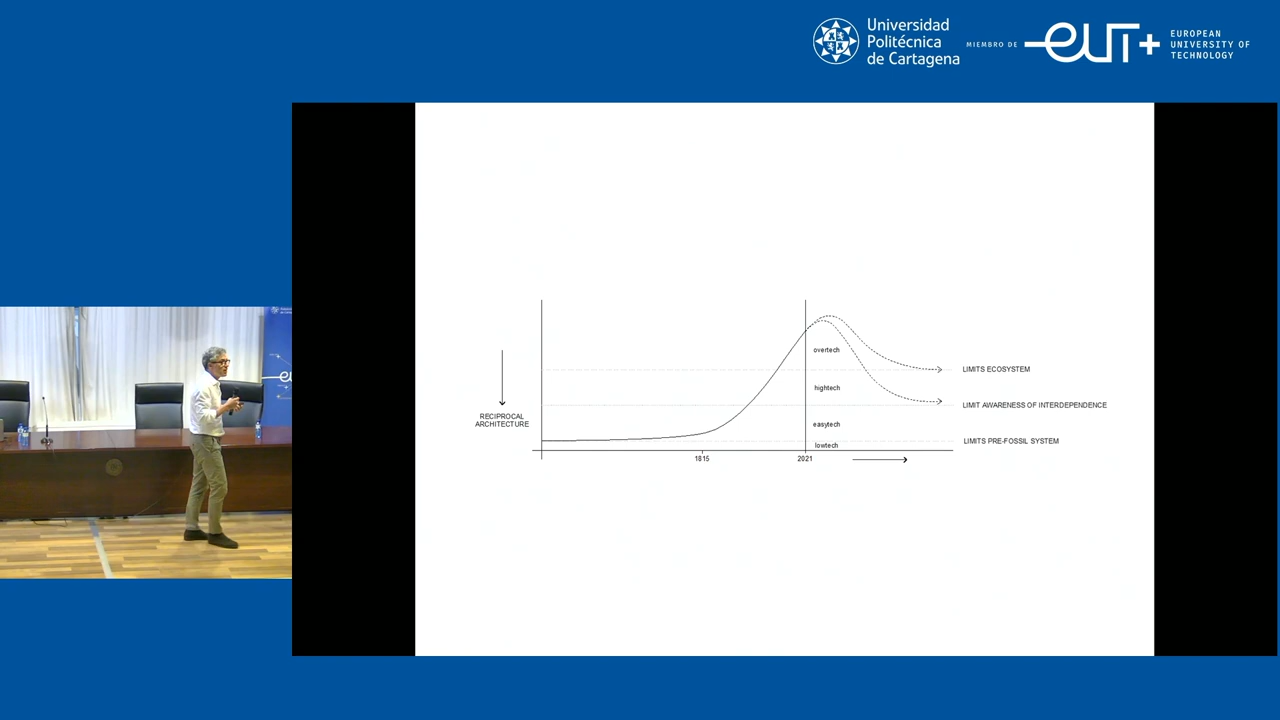 Universidad
Politécnica
de Cartagena
MIEMBRO DE
EUT+
EUROPEAN
UNIVERSITY OF
TECHNOLOGY
overtech
LIMITS ECOSYSTEM
hightech
LIMIT AWARENESS OF INTERDEPENDENCE
RECIPROCAL
ARCHITECTURE
easytech
LIMITS PRE-FOSSIL SYSTEM
lowtech
1815
2021